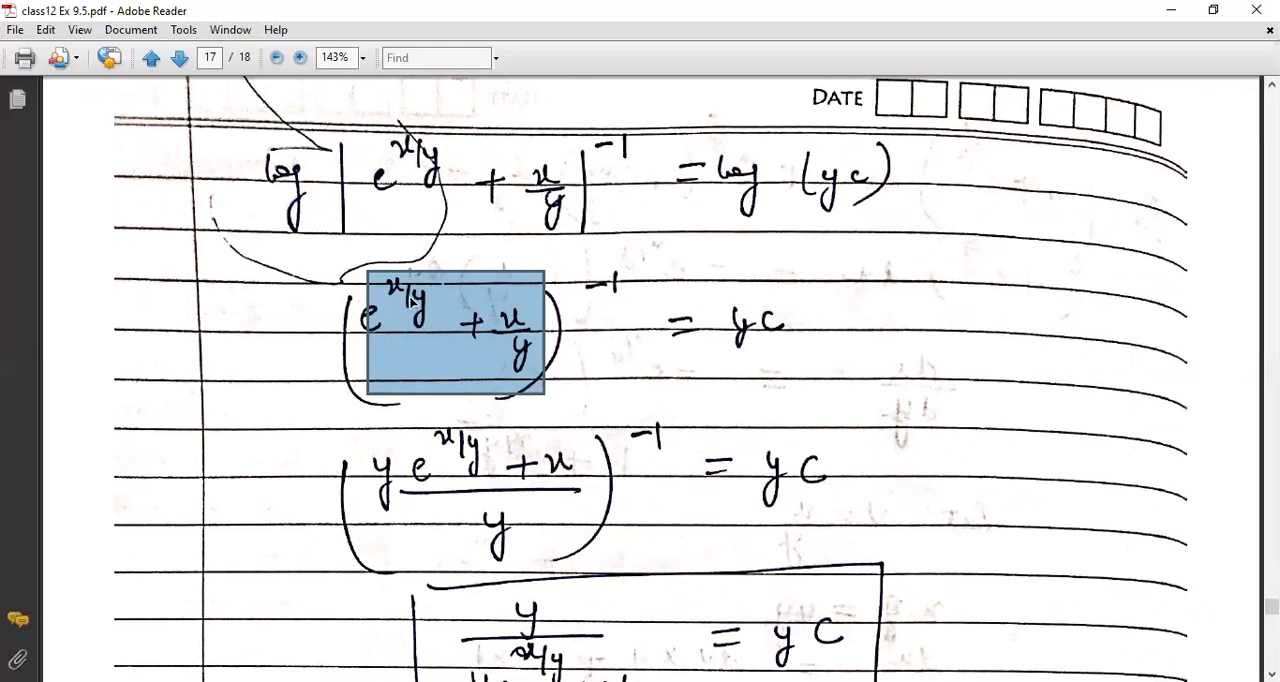 class12 Ex 9.5.pdf - Adobe Reader
File Edit View Document Tools Window Help
17 / 18 143% Find
DATE
log | e^{x/y} + x/y |^{-1} = log (yc)
( e^{x/y} + x/y )^{-1} = yc
( (y e^{x/y} + x) / y )^{-1} = yc
y
x/y = yc